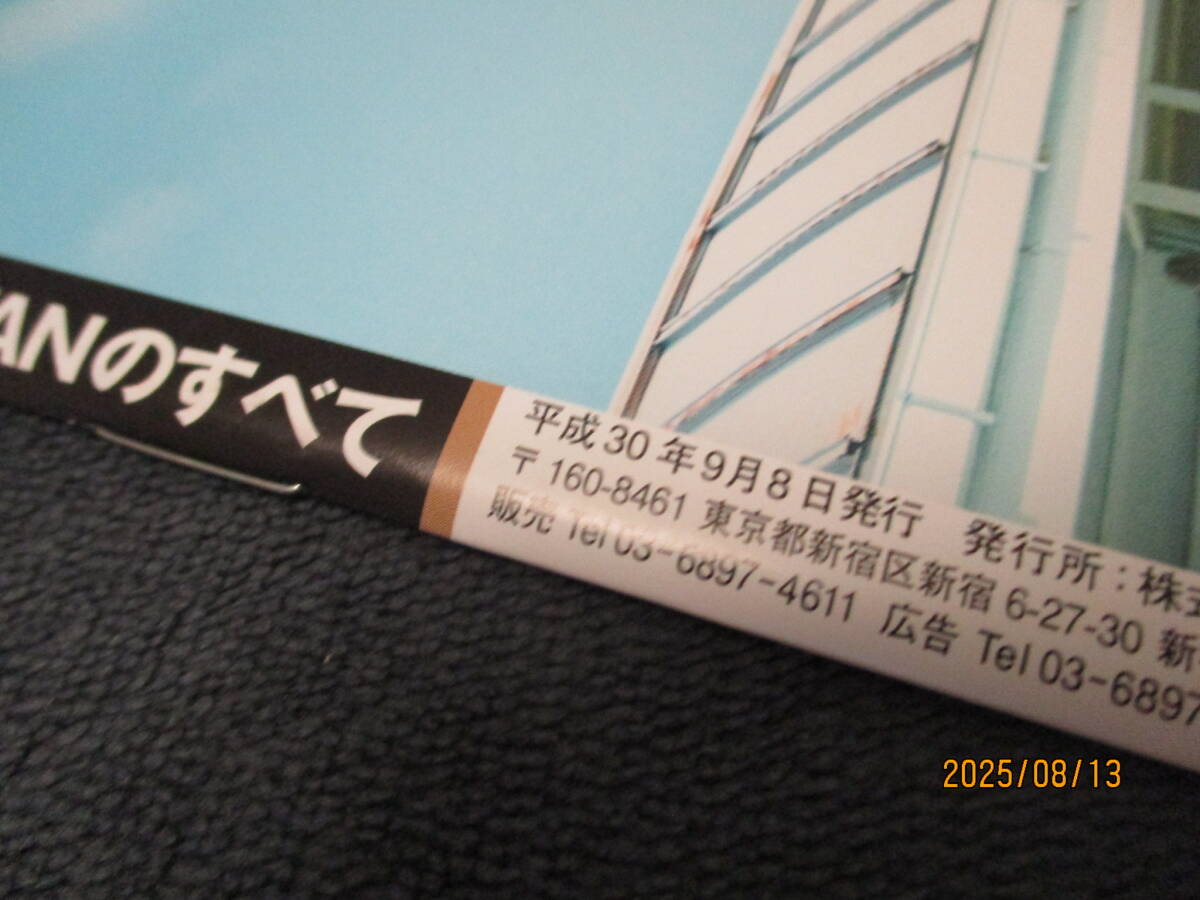 ANのすべて
平成30年9月8日発行 発行所:株式
〒160-8461 東京都新宿区新宿6-27-30 新
販売 Tel 03-6897-4611 広告 Tel 03-6897
2025/08/13